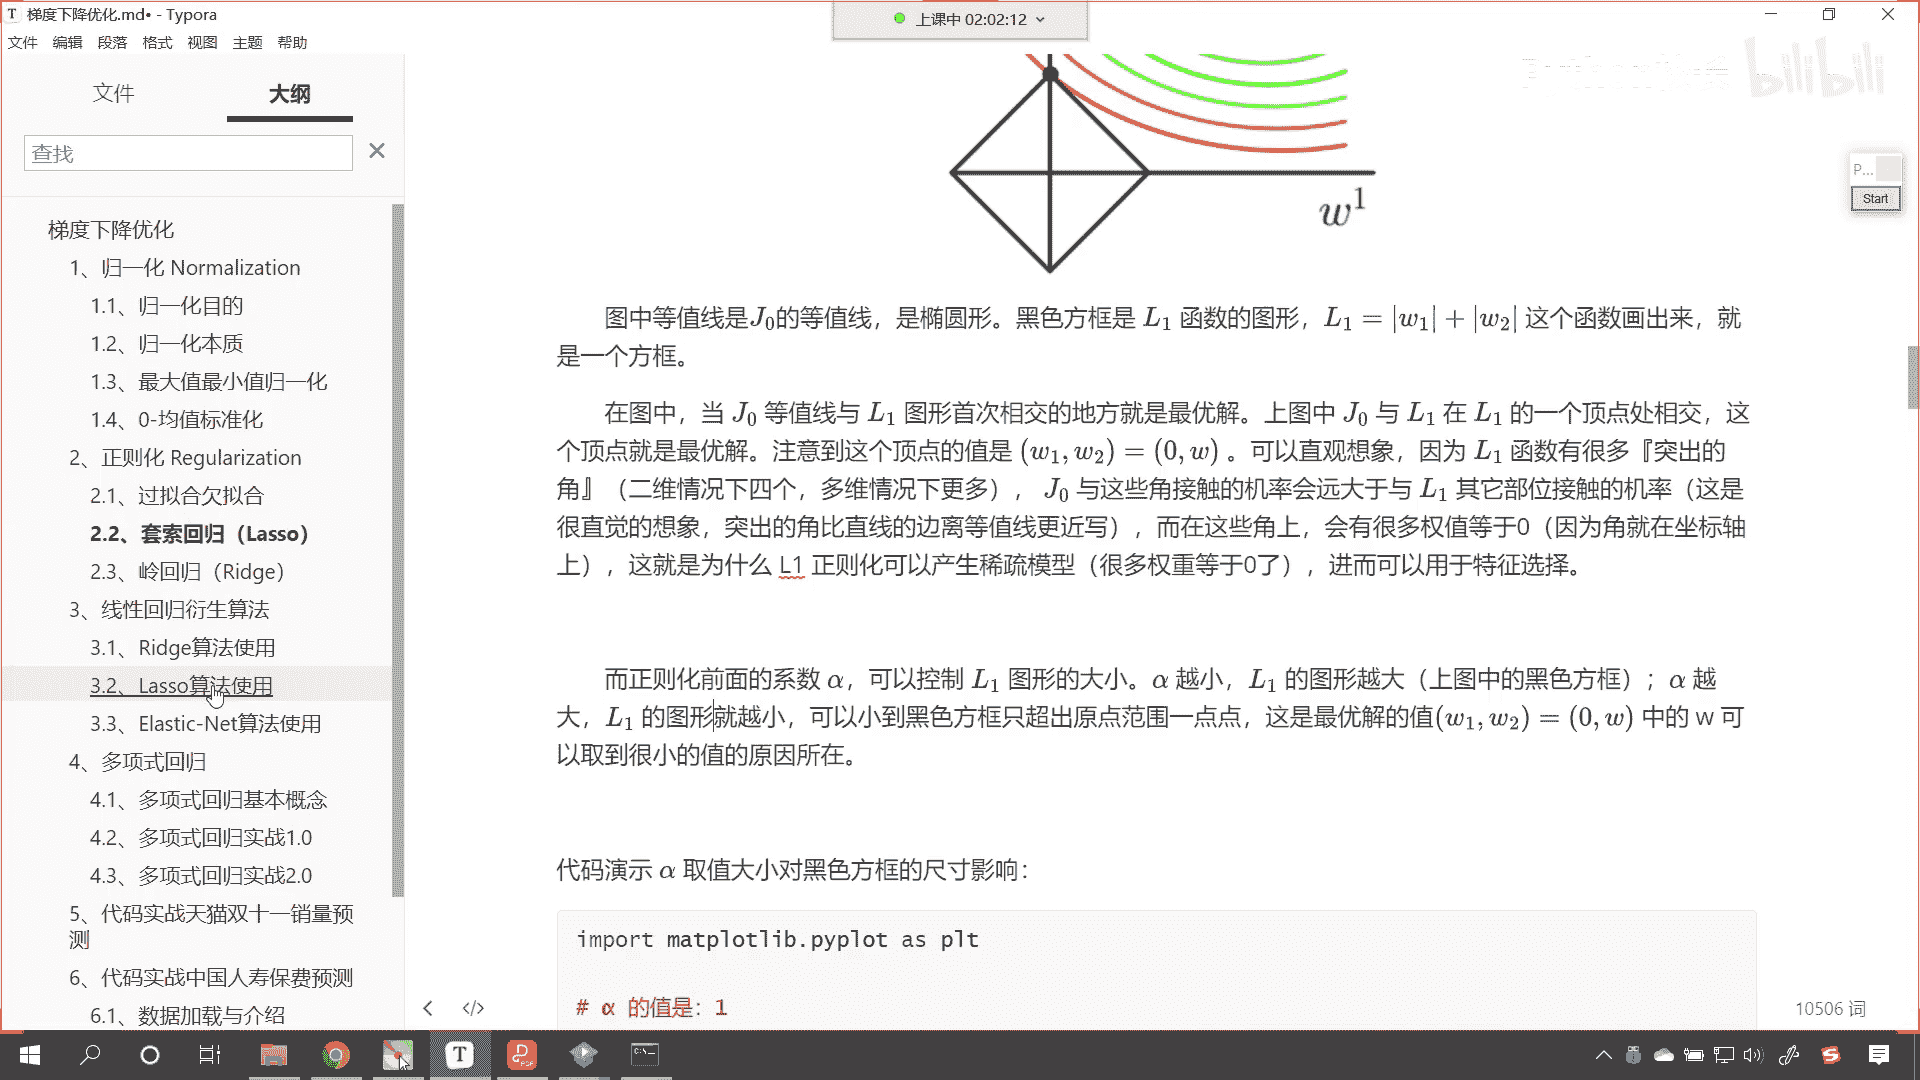 梯度下降优化.md• - Typora
上课中 02:02:12
文件 编辑 段落 格式 视图 主题 帮助
文件 大纲
查找
梯度下降优化
1、归一化 Normalization
1.1、归一化目的
1.2、归一化本质
1.3、最大值最小值归一化
1.4、0-均值标准化
2、正则化 Regularization
2.1、过拟合欠拟合
2.2、套索回归（Lasso）
2.3、岭回归（Ridge）
3、线性回归衍生算法
3.1、Ridge算法使用
3.2、Lasso算法使用
3.3、Elastic-Net算法使用
4、多项式回归
4.1、多项式回归基本概念
4.2、多项式回归实战1.0
4.3、多项式回归实战2.0
5、代码实战天猫双十一销量预
测
6、代码实战中国人寿保费预测
6.1、数据加载与介绍
bilibili
P...
Start
w¹
图中等值线是J₀的等值线，是椭圆形。黑色方框是 L₁ 函数的图形，L₁ = |w₁| + |w₂| 这个函数画出来，就
是一个方框。
在图中，当 J₀ 等值线与 L₁ 图形首次相交的地方就是最优解。上图中 J₀ 与 L₁ 在 L₁ 的一个顶点处相交，这
个顶点就是最优解。注意到这个顶点的值是 (w₁, w₂) = (0, w) 。可以直观想象，因为 L₁ 函数有很多『突出的
角』（二维情况下四个，多维情况下更多）， J₀ 与这些角接触的机率会远大于与 L₁ 其它部位接触的机率（这是
很直觉的想象，突出的角比直线的边离等值线更近写），而在这些角上，会有很多权值等于0（因为角就在坐标轴
上），这就是为什么 L1 正则化可以产生稀疏模型（很多权重等于0了），进而可以用于特征选择。
而正则化前面的系数 α，可以控制 L₁ 图形的大小。α 越小，L₁ 的图形越大（上图中的黑色方框）；α 越
大，L₁ 的图形就越小，可以小到黑色方框只超出原点范围一点点，这是最优解的值(w₁, w₂) = (0, w) 中的 w 可
以取到很小的值的原因所在。
代码演示 α 取值大小对黑色方框的尺寸影响：
import matplotlib.pyplot as plt
# α 的值是：1
10506 词